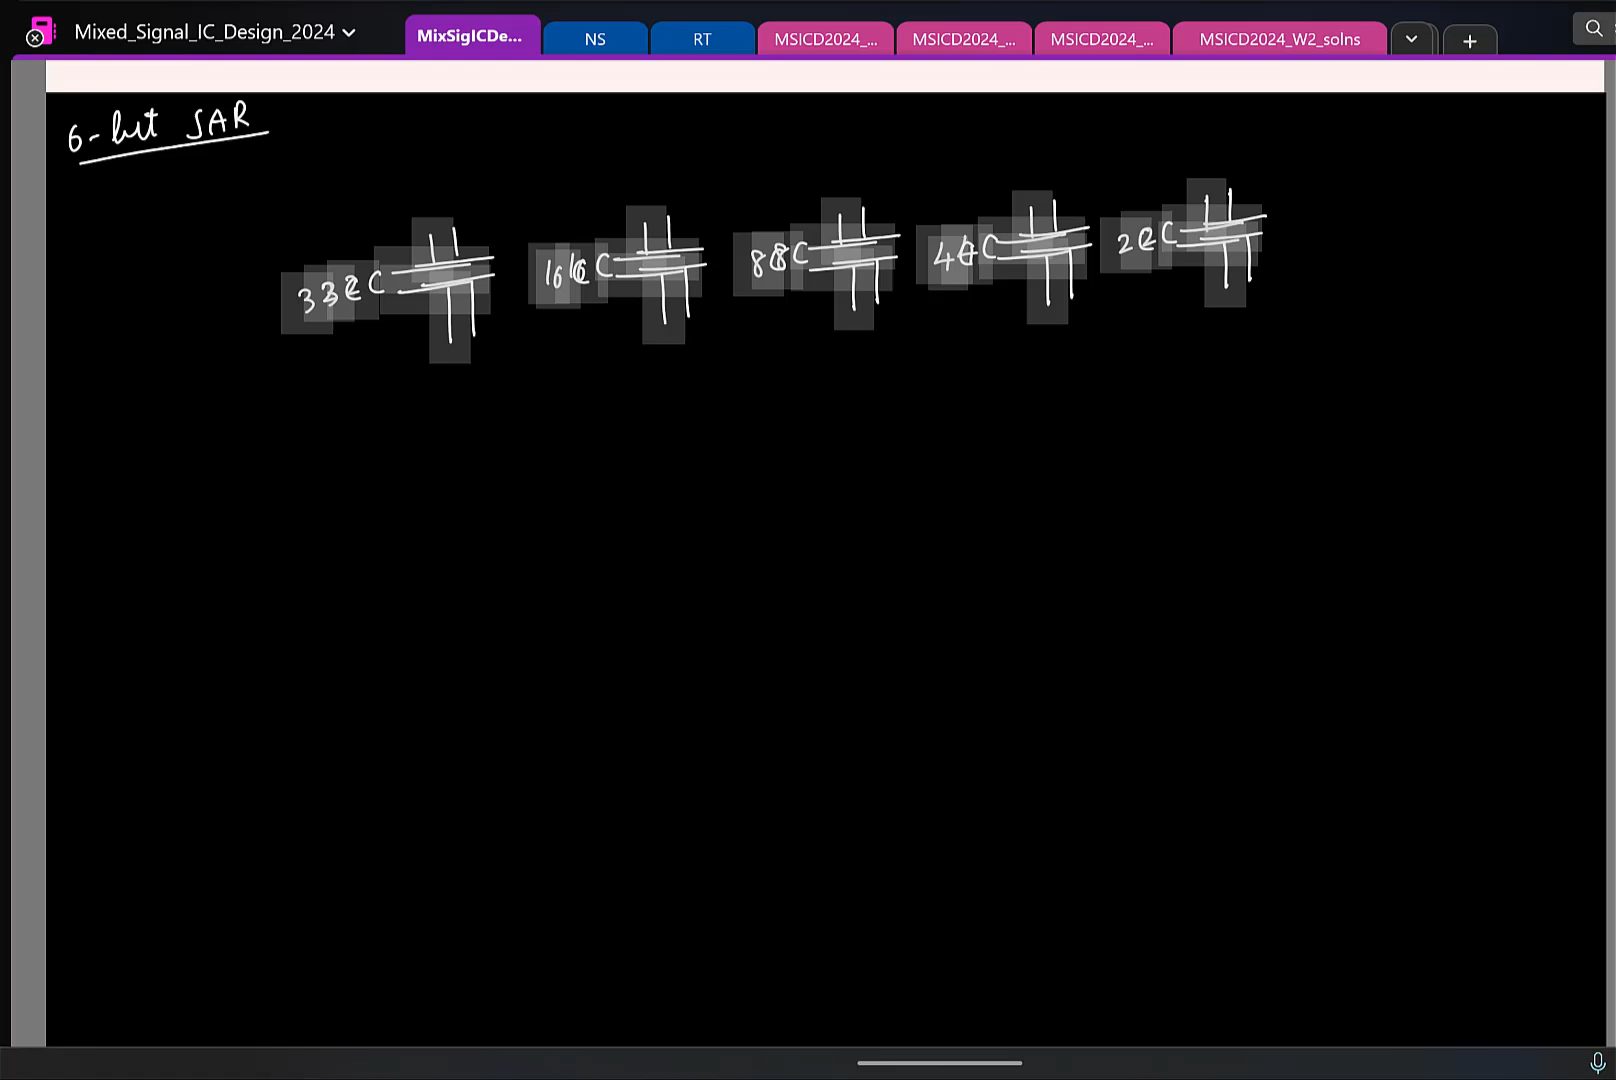 Mixed_Signal_IC_Design_2024
MixSigICDe... NS RT MSICD2024_... MSICD2024_... MSICD2024_... MSICD2024_W2_solns
6-bit SAR
32C 16C 8C 4C 2C